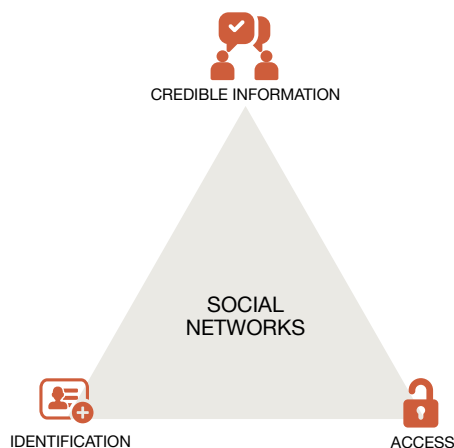 CREDIBLE INFORMATION
SOCIAL
NETWORKS
IDENTIFICATION
ACCESS